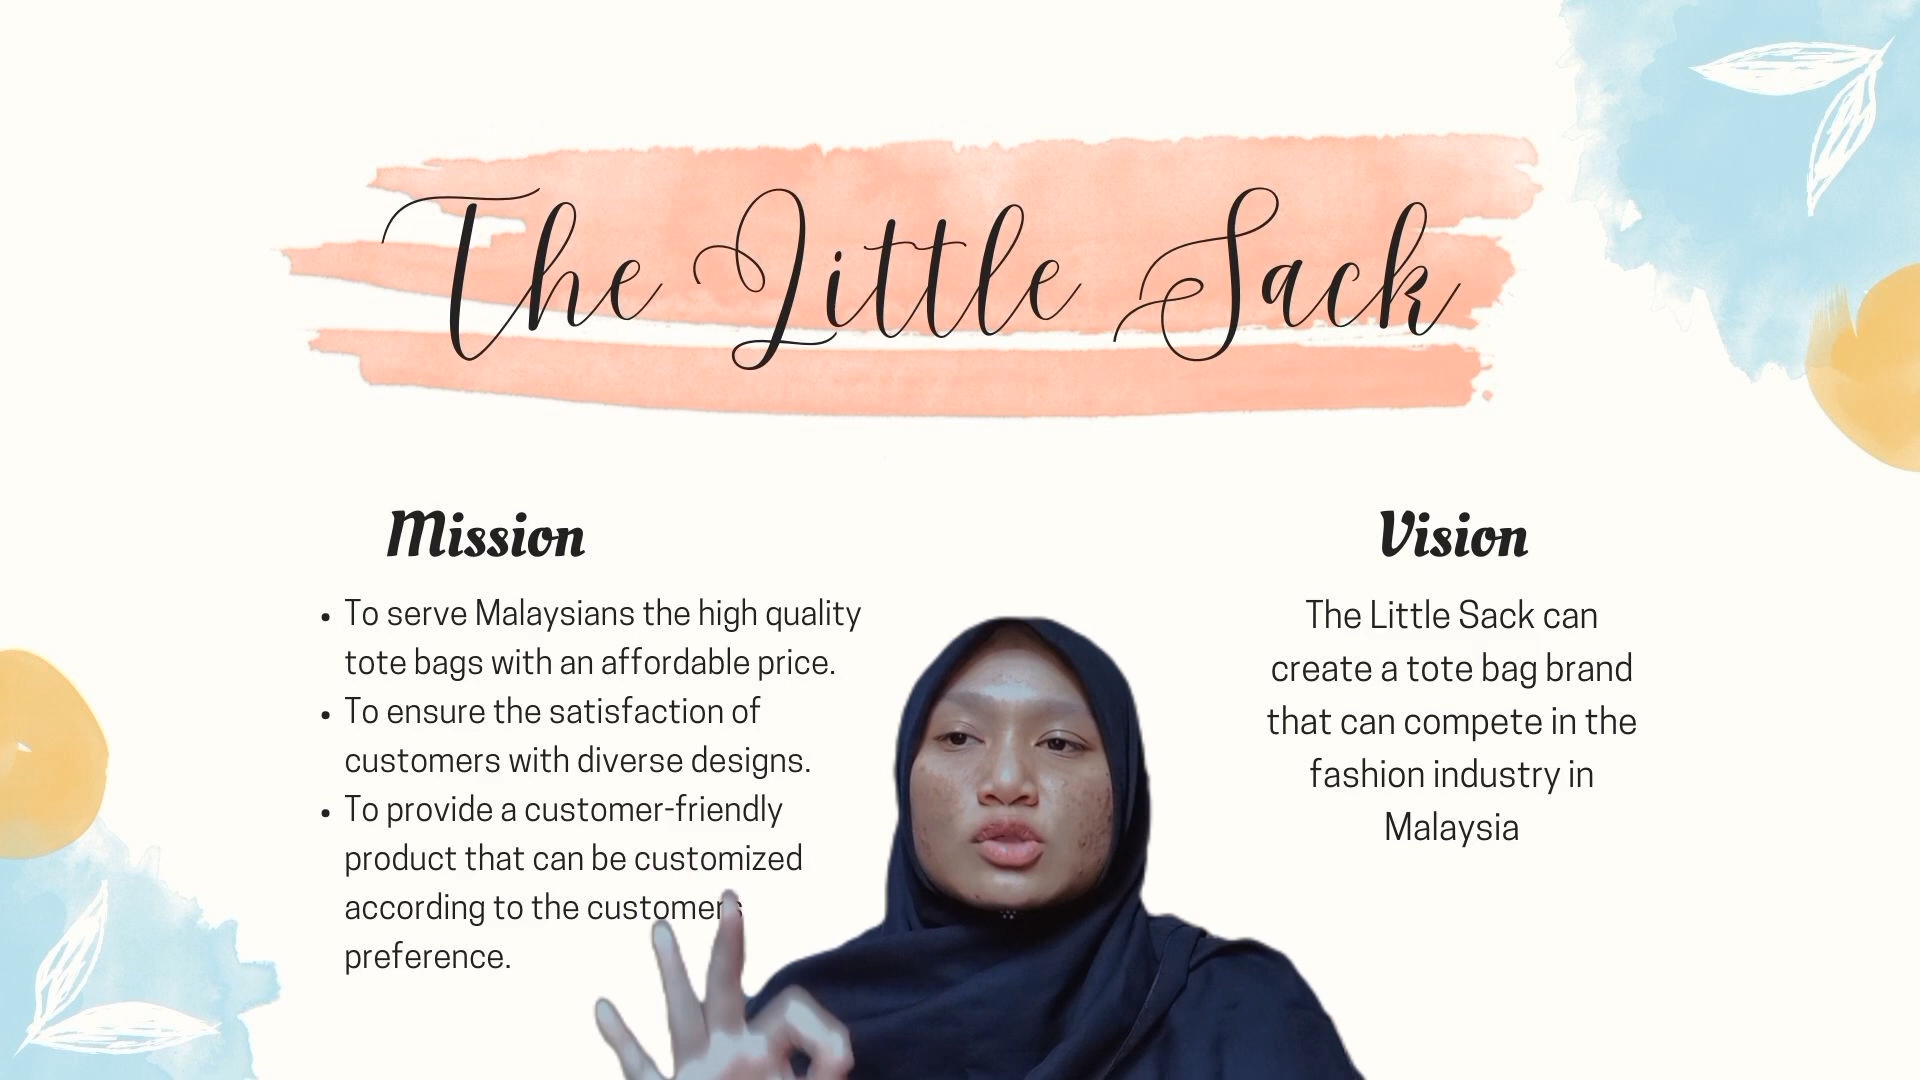 The Little Sack
Mission
• To serve Malaysians the high quality
tote bags with an affordable price.
• To ensure the satisfaction of
customers with diverse designs.
• To provide a customer-friendly
product that can be customized
according to the customers
preference.
Vision
The Little Sack can
create a tote bag brand
that can compete in the
fashion industry in
Malaysia